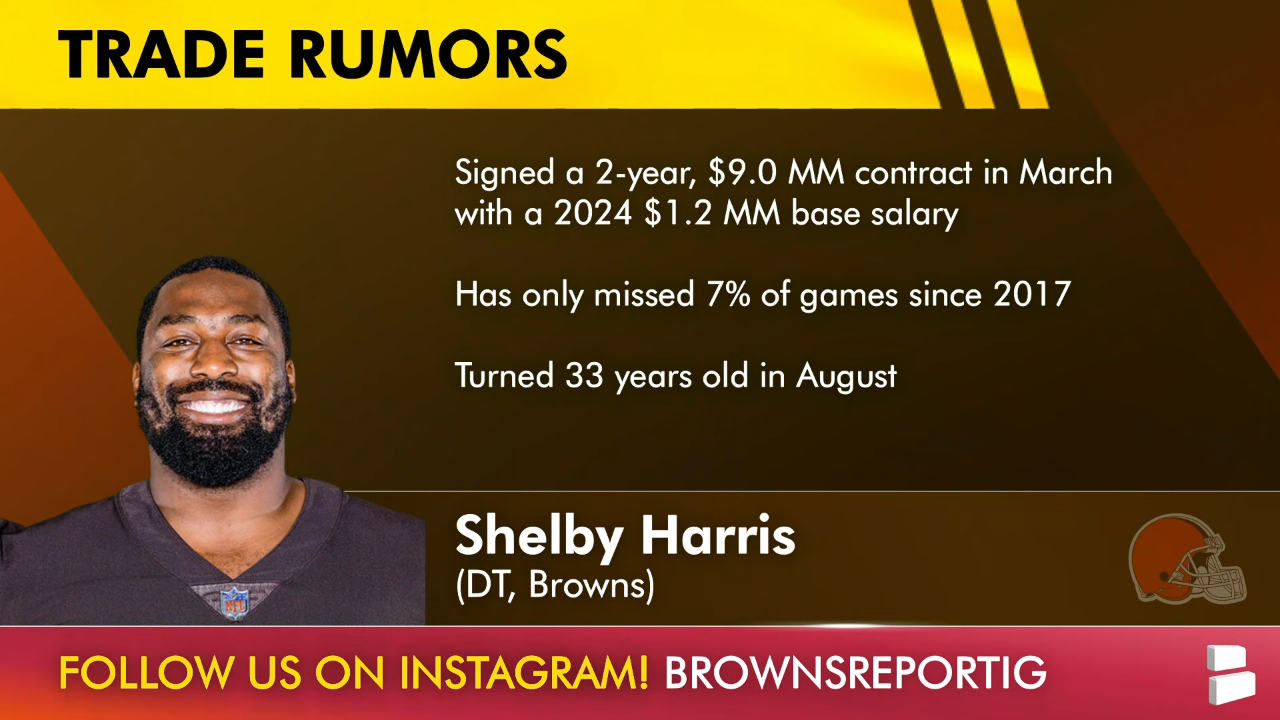 TRADE RUMORS
Signed a 2-year, $9.0 MM contract in March
with a 2024 $1.2 MM base salary
Has only missed 7% of games since 2017
Turned 33 years old in August
Shelby Harris
(DT, Browns)
NFL
FOLLOW US ON INSTAGRAM! BROWNSREPORTIG